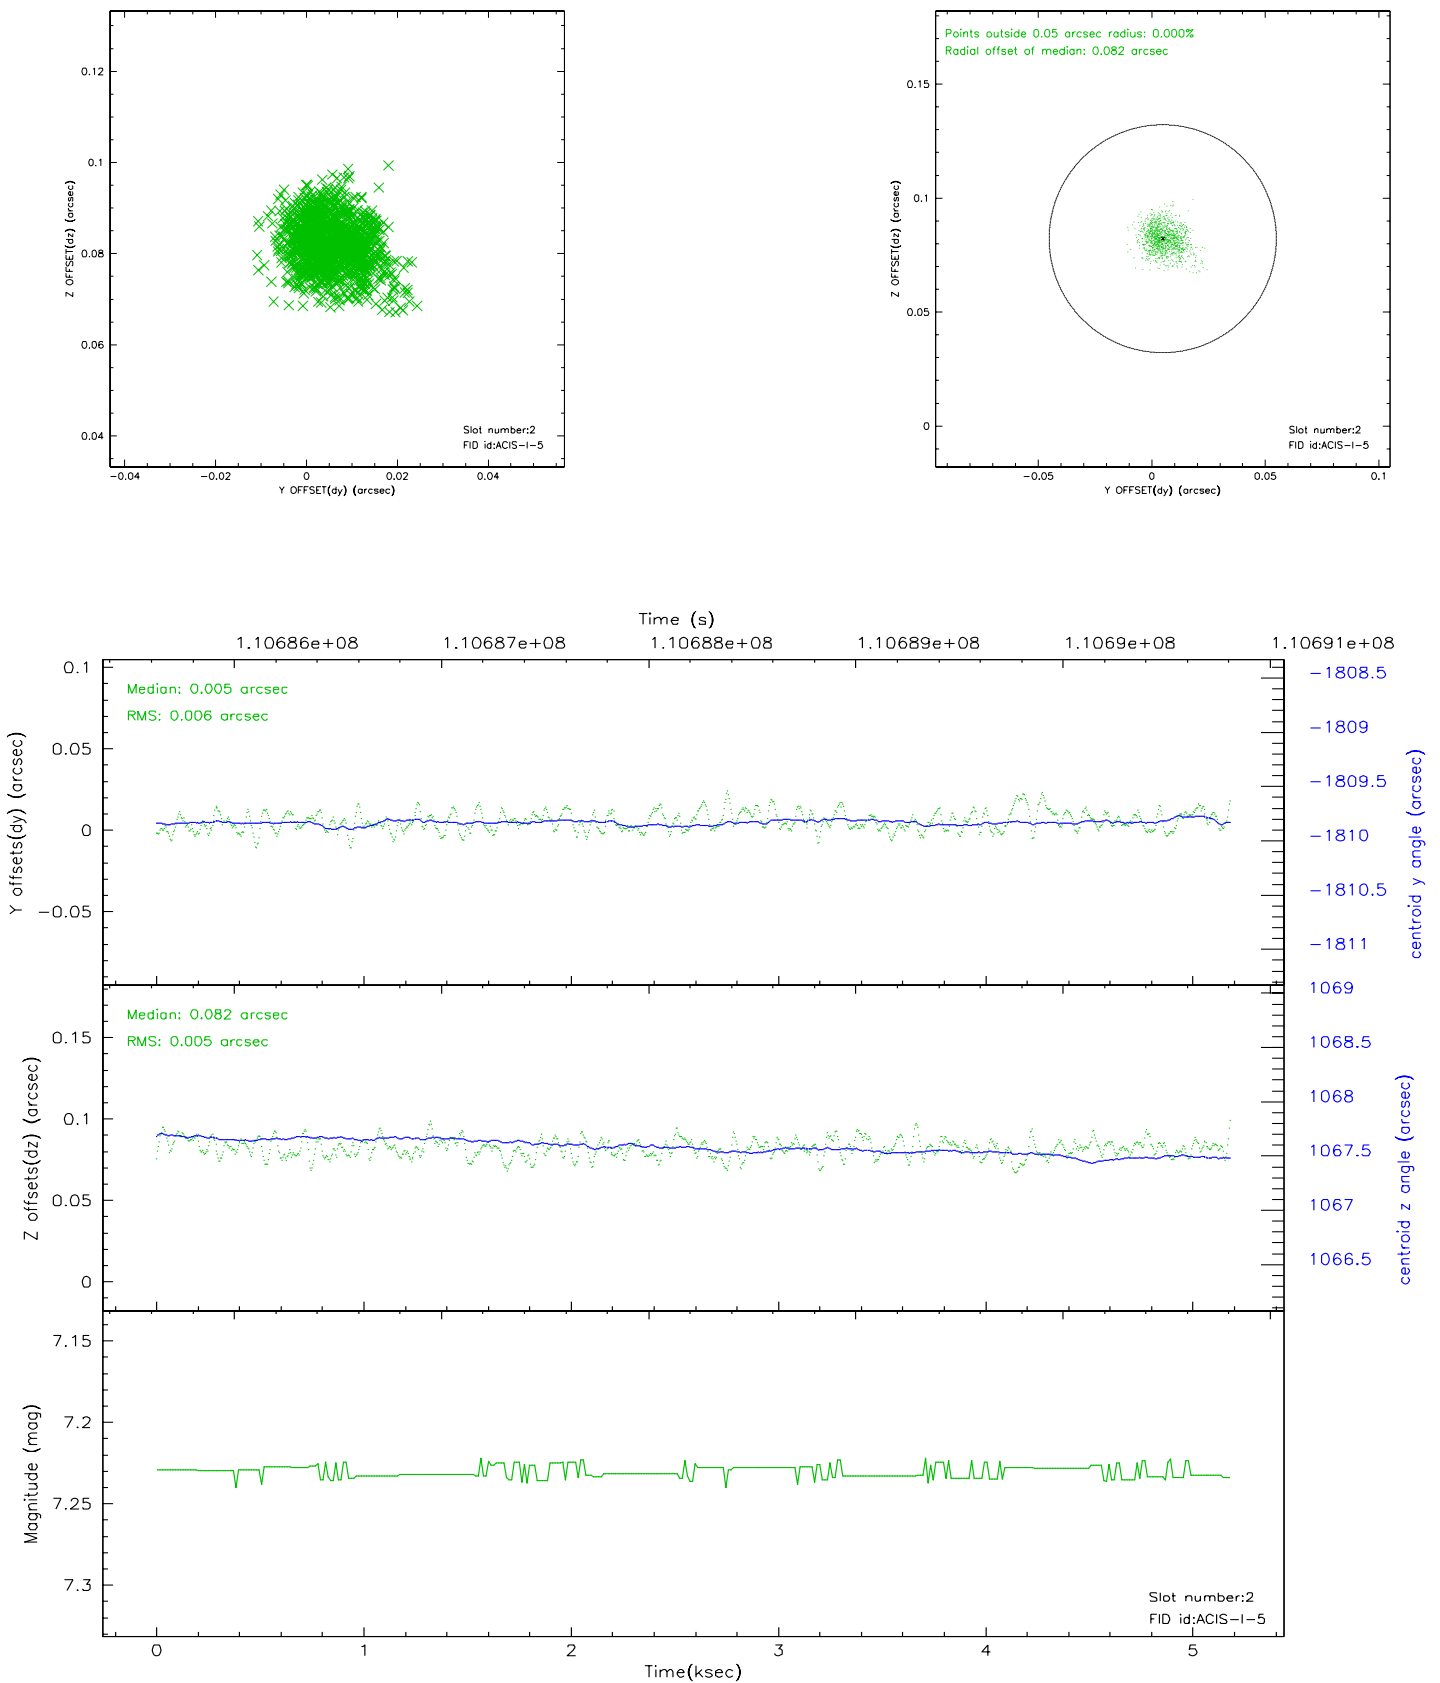 0.12
0.1
0.08
0.06
0.04
Z OFFSET(dz) (arcsec)
−0.04 −0.02 0 0.02 0.04
Y OFFSET(dy) (arcsec)
Slot number:2
FID id:ACIS−I−5
Points outside 0.05 arcsec radius: 0.000%
Radial offset of median: 0.082 arcsec
0.15
0.1
0.05
0
Z OFFSET(dz) (arcsec)
−0.05 0 0.05 0.1
Y OFFSET(dy) (arcsec)
Slot number:2
FID id:ACIS−I−5
Time (s)
1.10686e+08 1.10687e+08 1.10688e+08 1.10689e+08 1.1069e+08 1.10691e+08
Median: 0.005 arcsec
RMS: 0.006 arcsec
0.1
0.05
0
−0.05
Y offsets(dy) (arcsec)
−1808.5
−1809
−1809.5
−1810
−1810.5
−1811
centroid y angle (arcsec)
Median: 0.082 arcsec
RMS: 0.005 arcsec
0.15
0.1
0.05
0
Z offsets(dz) (arcsec)
1069
1068.5
1068
1067.5
1067
1066.5
centroid z angle (arcsec)
7.15
7.2
7.25
7.3
Magnitude (mag)
Slot number:2
FID id:ACIS−I−5
0 1 2 3 4 5
Time(ksec)